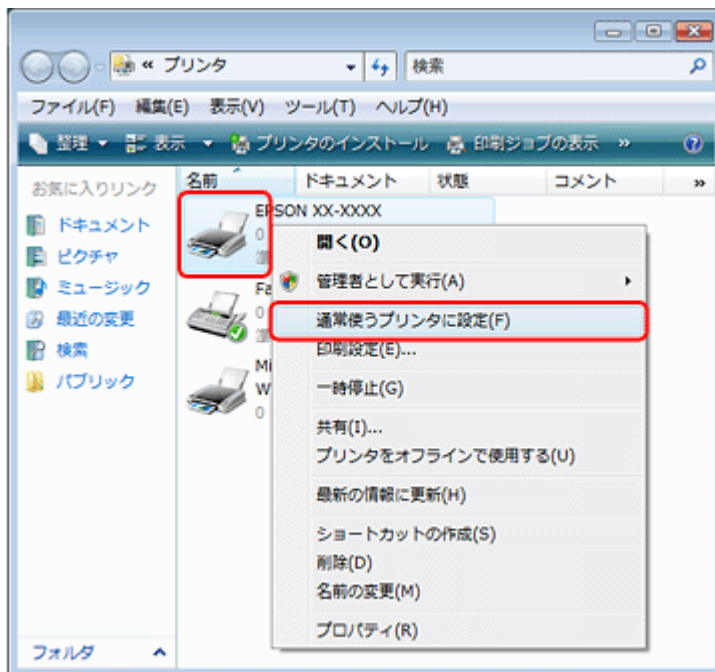 « プリンタ
検索
ファイル(F) 編集(E) 表示(V) ツール(T) ヘルプ(H)
整理 表示 プリンタのインストール 印刷ジョブの表示 »
お気に入りリンク
ドキュメント
ピクチャ
ミュージック
最近の変更
検索
パブリック
フォルダ
名前 ドキュメント 状態 コメント »
EPSON XX-XXXX
0
Fa
0
Mi
W
0
開く(O)
管理者として実行(A)
通常使うプリンタに設定(F)
印刷設定(E)...
一時停止(G)
共有(I)...
プリンタをオフラインで使用する(U)
最新の情報に更新(H)
ショートカットの作成(S)
削除(D)
名前の変更(M)
プロパティ(R)